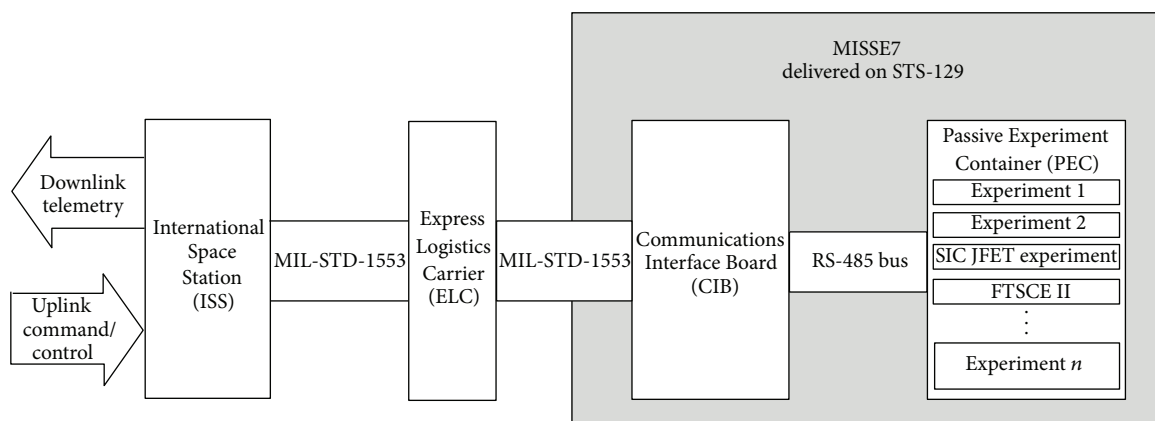 MISSE7
delivered on STS-129
Downlink
telemetry
Uplink
command/
control
International
Space
Station
(ISS)
MIL-STD-1553
Express
Logistics
Carrier
(ELC)
MIL-STD-1553
Communications
Interface Board
(CIB)
RS-485 bus
Passive Experiment
Container (PEC)
Experiment 1
Experiment 2
SIC JFET experiment
FTSCE II
⋮
Experiment n